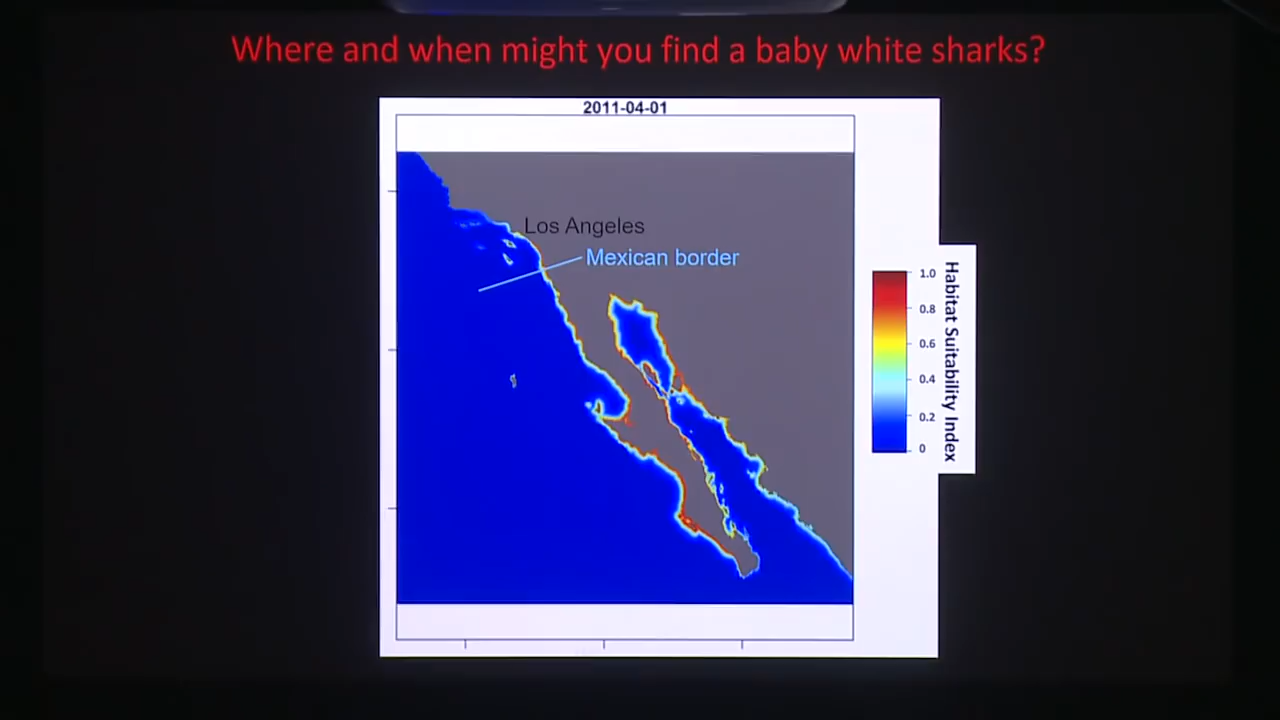 Where and when might you find a baby white sharks?
2011-04-01
Los Angeles
Mexican border
1.0
0.8
0.6
0.4
0.2
0
Habitat Suitability Index